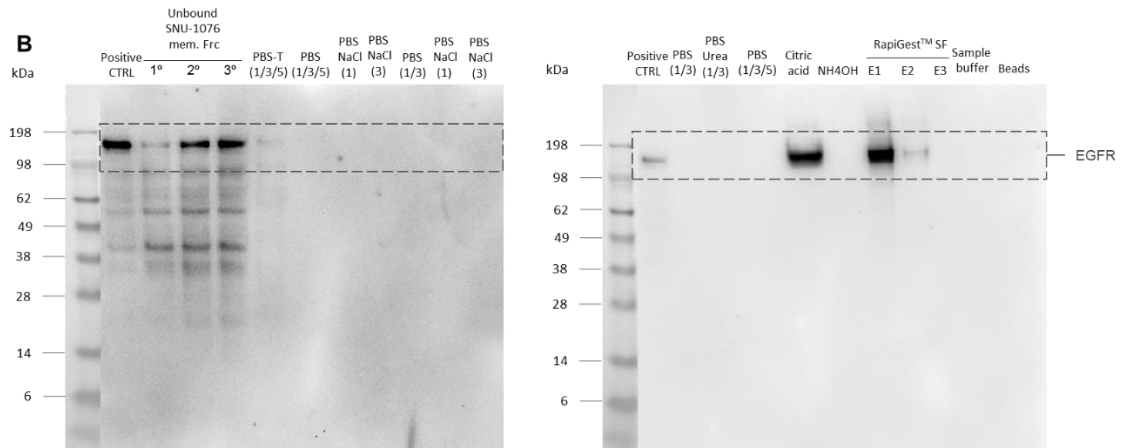 B
kDa
Positive
CTRL
Unbound
SNU-1076
mem. Frc
1º 2º 3º
PBS-T
(1/3/5)
PBS
(1/3/5)
PBS
NaCl
(1)
PBS
NaCl
(3)
PBS
(1/3)
PBS
NaCl
(1)
PBS
NaCl
(3)
198
98
62
49
38
28
14
6
kDa
Positive
CTRL
PBS
(1/3)
PBS
Urea
(1/3)
PBS
(1/3/5)
Citric
acid
NH4OH
RapiGest™ SF
E1 E2 E3
Sample
buffer
Beads
198
98
62
49
38
28
14
6
EGFR